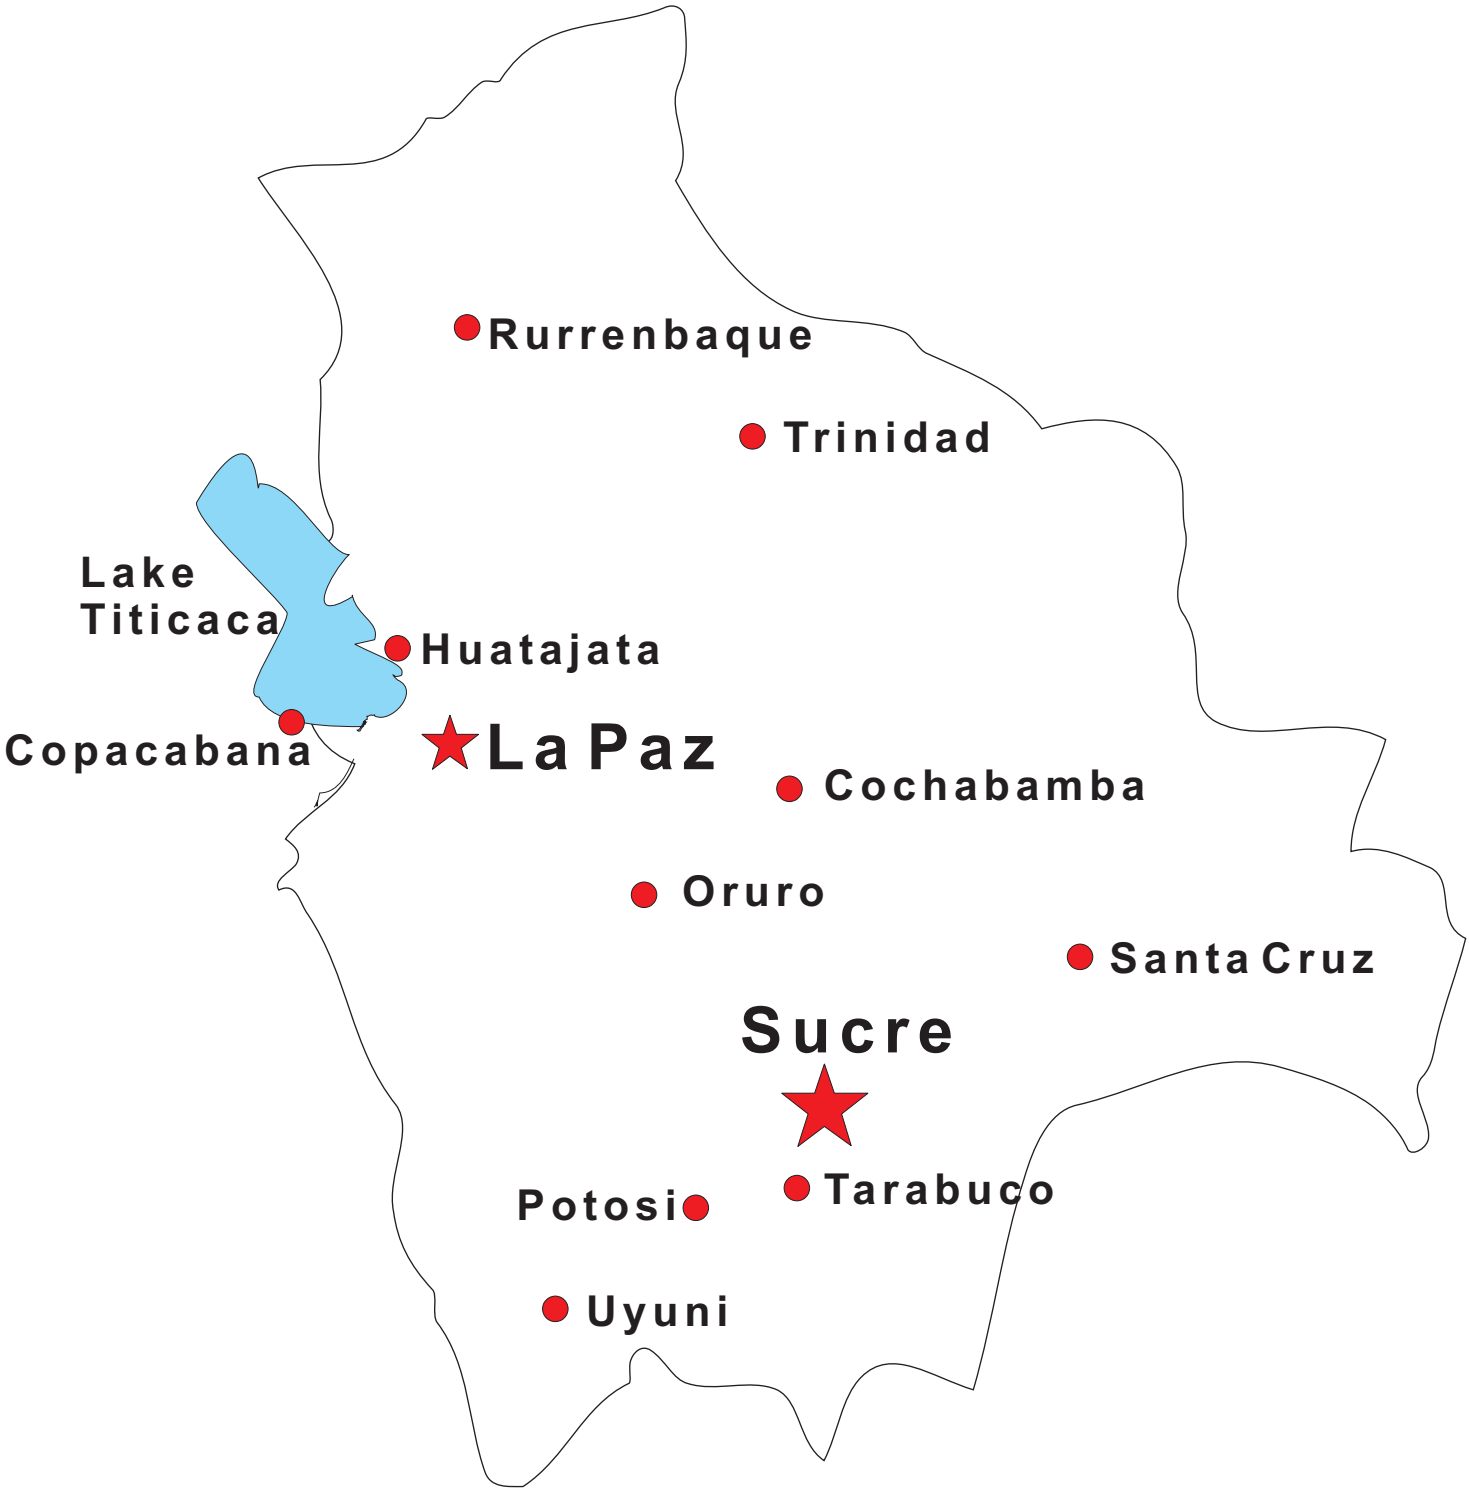 Rurrenbaque
Trinidad
Lake
Titicaca
Huatajata
La Paz
Copacabana
Cochabamba
Oruro
Santa Cruz
Sucre
Tarabuco
Potosi
Uyuni